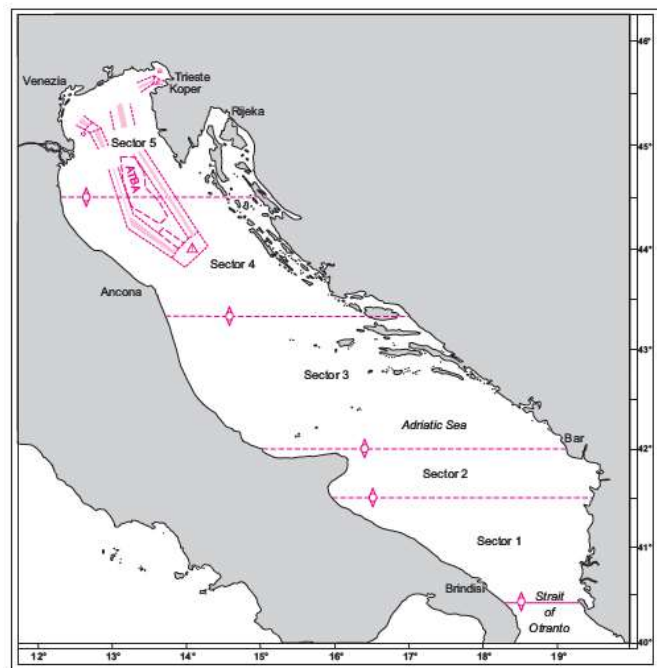 46°
Venezia
Trieste
Koper
Rijeka
45°
Sector 5
ATBA
44°
Sector 4
Ancona
43°
Sector 3
Adriatic Sea
Bar
42°
Sector 2
Sector 1
41°
Brindisi
Strait
of
Otranto
40°
12° 13° 14° 15° 16° 17° 18° 19°